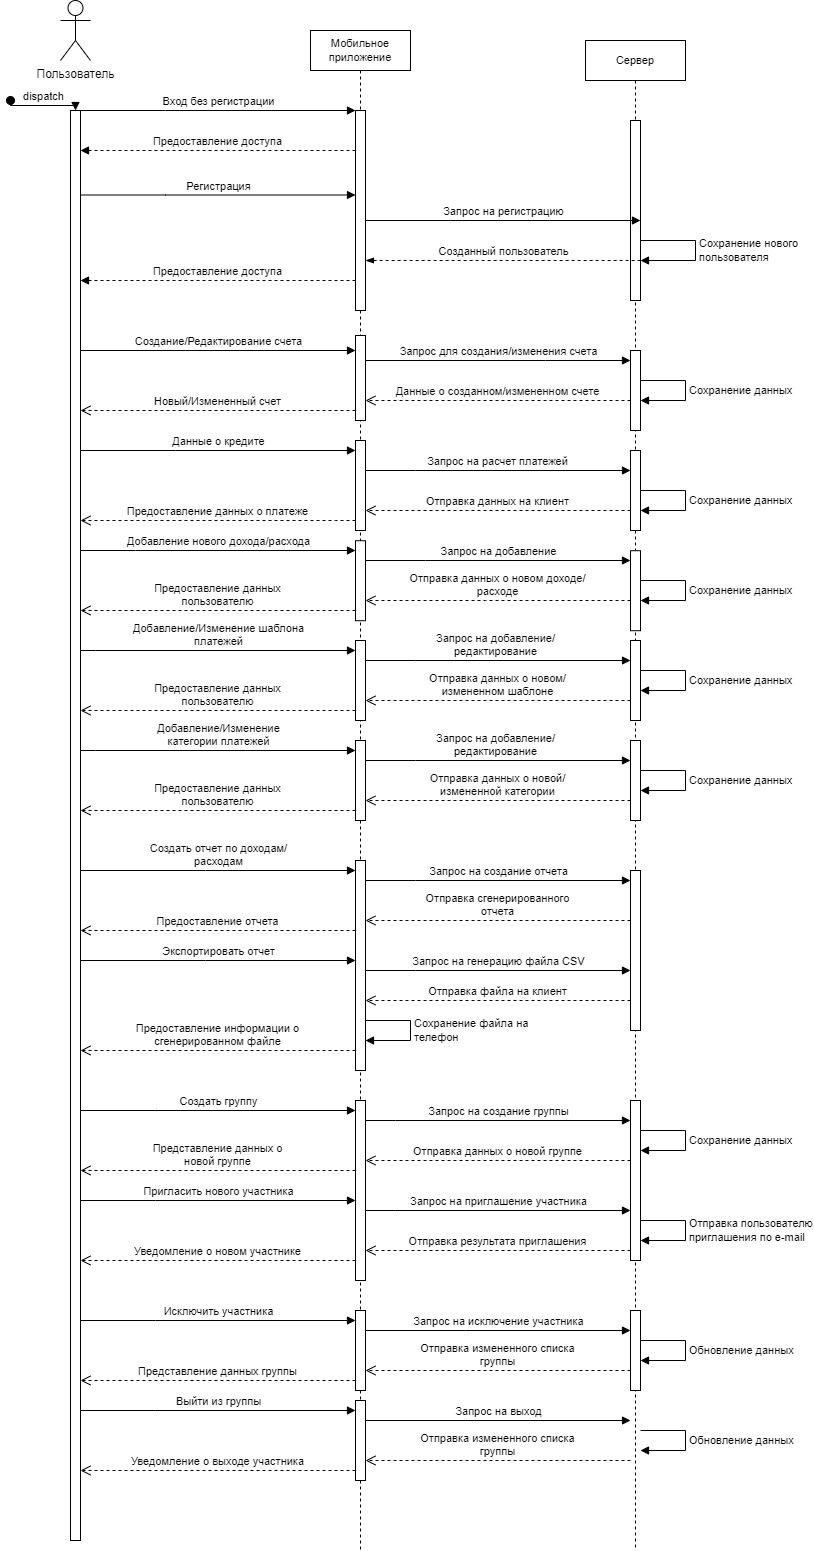 Мобильное
приложение
Сервер
Пользователь
dispatch
Вход без регистрации
Предоставление доступа
Регистрация
Запрос на регистрацию
Сохранение нового
пользователя
Созданный пользователь
Предоставление доступа
Создание/Редактирование счета
Запрос для создания/изменения счета
Сохранение данных
Данные о созданном/измененном счете
Новый/Измененный счет
Данные о кредите
Запрос на расчет платежей
Сохранение данных
Отправка данных на клиент
Предоставление данных о платеже
Добавление нового дохода/расхода
Запрос на добавление
Отправка данных о новом доходе/
расходе
Сохранение данных
Предоставление данных
пользователю
Добавление/Изменение шаблона
платежей
Запрос на добавление/
редактирование
Сохранение данных
Отправка данных о новом/
измененном шаблоне
Предоставление данных
пользователю
Добавление/Изменение
категории платежей
Запрос на добавление/
редактирование
Сохранение данных
Отправка данных о новой/
измененной категории
Предоставление данных
пользователю
Создать отчет по доходам/
расходам
Запрос на создание отчета
Отправка сгенерированного
отчета
Предоставление отчета
Экспортировать отчет
Запрос на генерацию файла CSV
Отправка файла на клиент
Сохранение файла на
телефон
Предоставление информации о
сгенерированном файле
Создать группу
Запрос на создание группы
Сохранение данных
Отправка данных о новой группе
Представление данных о
новой группе
Пригласить нового участника
Запрос на приглашение участника
Отправка пользователю
приглашения по e-mail
Отправка результата приглашения
Уведомление о новом участнике
Исключить участника
Запрос на исключение участника
Обновление данных
Отправка измененного списка
группы
Представление данных группы
Выйти из группы
Запрос на выход
Обновление данных
Отправка измененного списка
группы
Уведомление о выходе участника